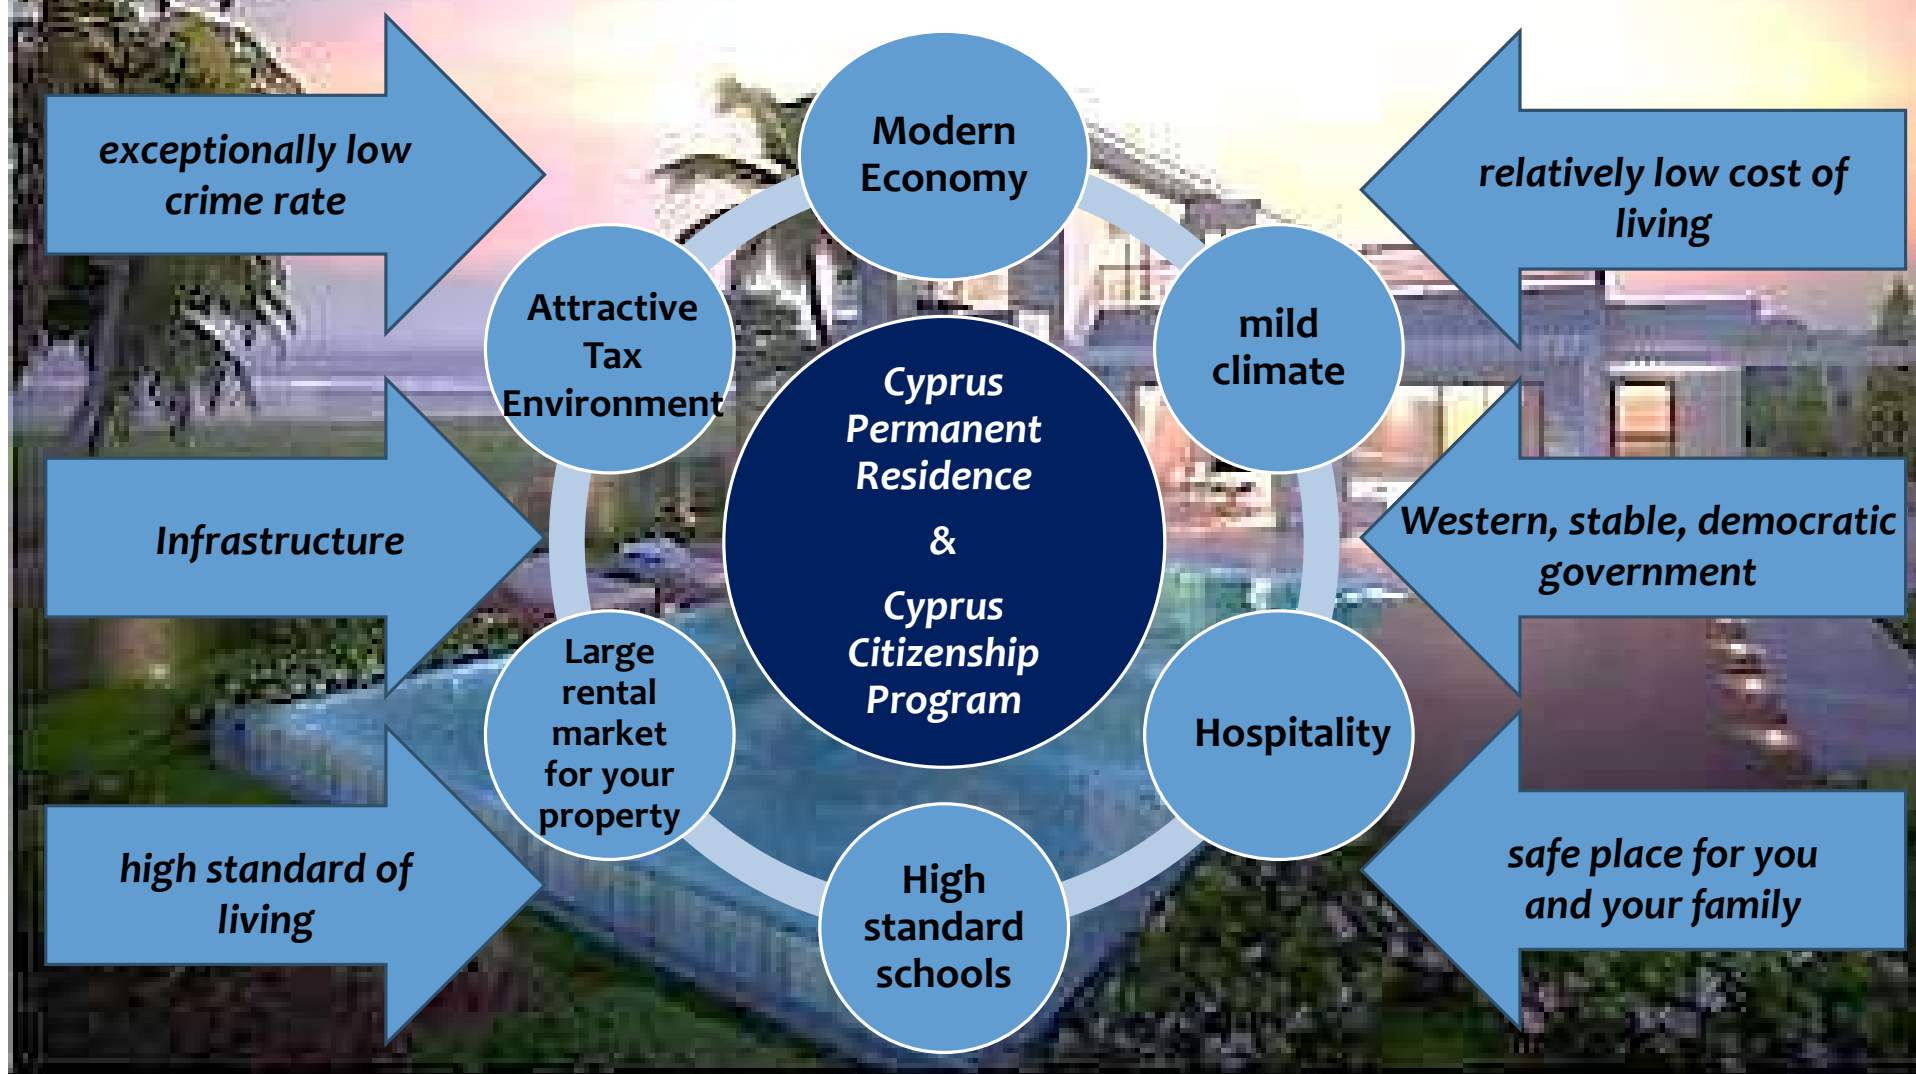 exceptionally low
crime rate
Infrastructure
high standard of
living
Modern
Economy
Attractive
Tax
Environment
mild
climate
Cyprus
Permanent
Residence
&
Cyprus
Citizenship
Program
Large
rental
market
for your
property
Hospitality
High
standard
schools
relatively low cost of
living
Western, stable, democratic
government
safe place for you
and your family